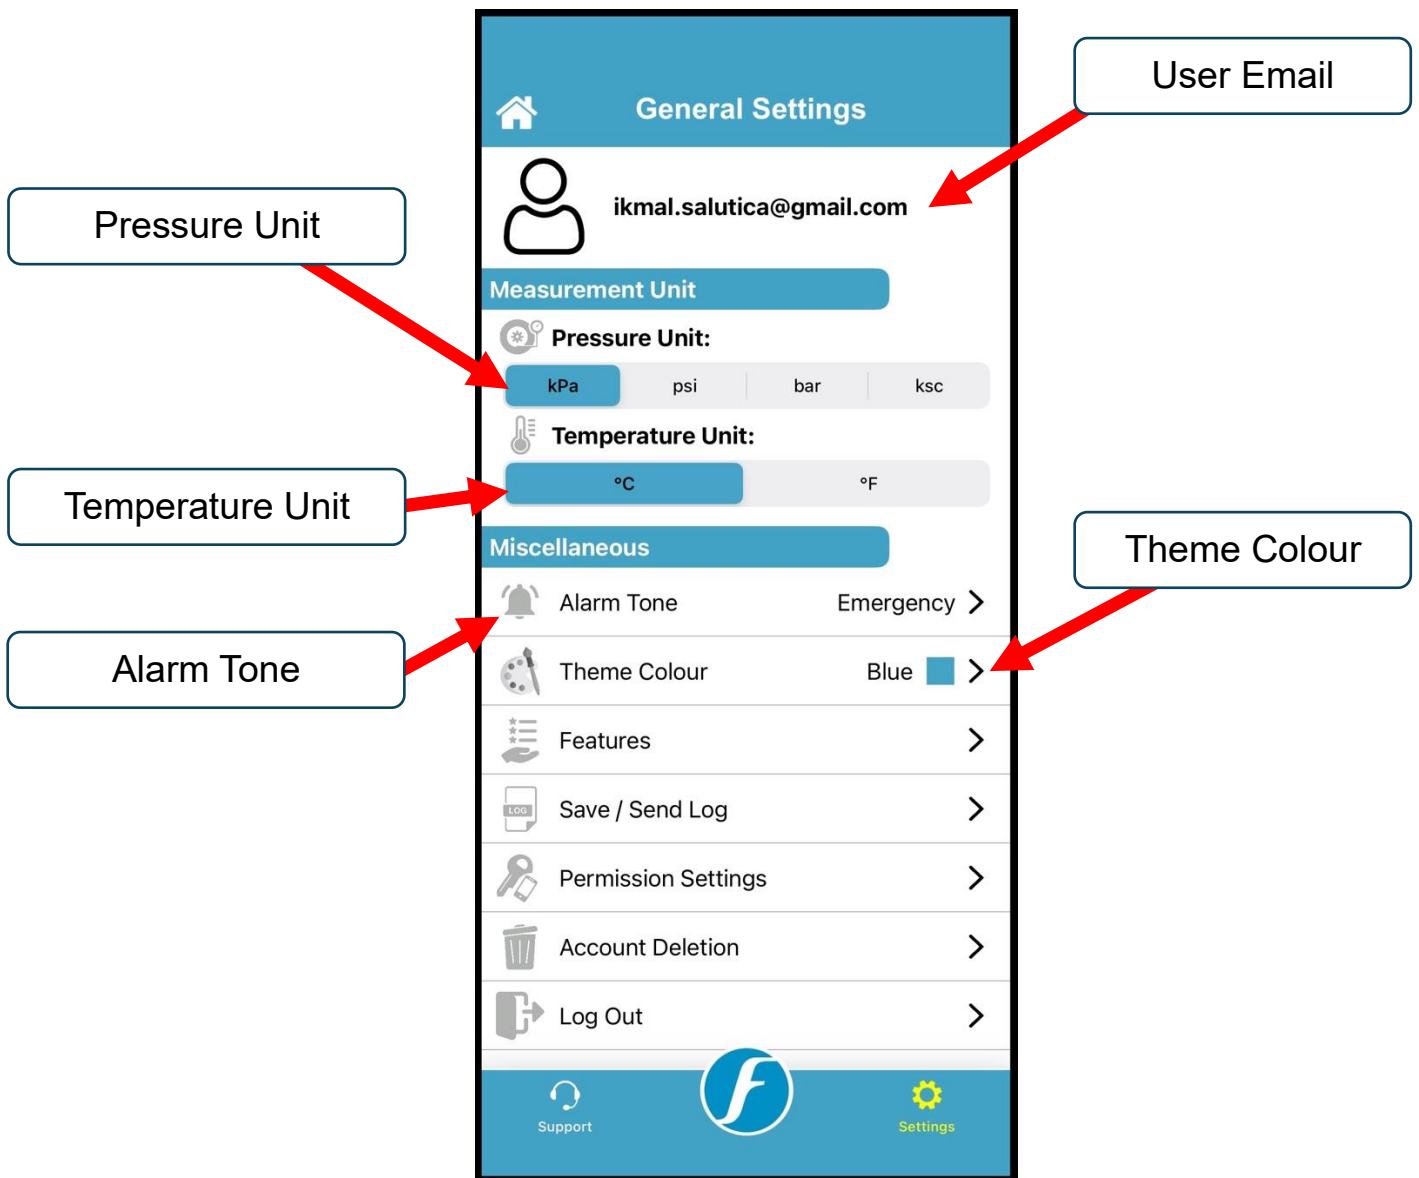 User Email
General Settings
ikmal.salutica@gmail.com
Pressure Unit
Measurement Unit
Pressure Unit:
kPa psi bar ksc
Temperature Unit:
°C °F
Temperature Unit
Miscellaneous
Theme Colour
Alarm Tone Emergency
Alarm Tone
Theme Colour Blue
Features
LOG
Save / Send Log
Permission Settings
Account Deletion
Log Out
f
Support Settings